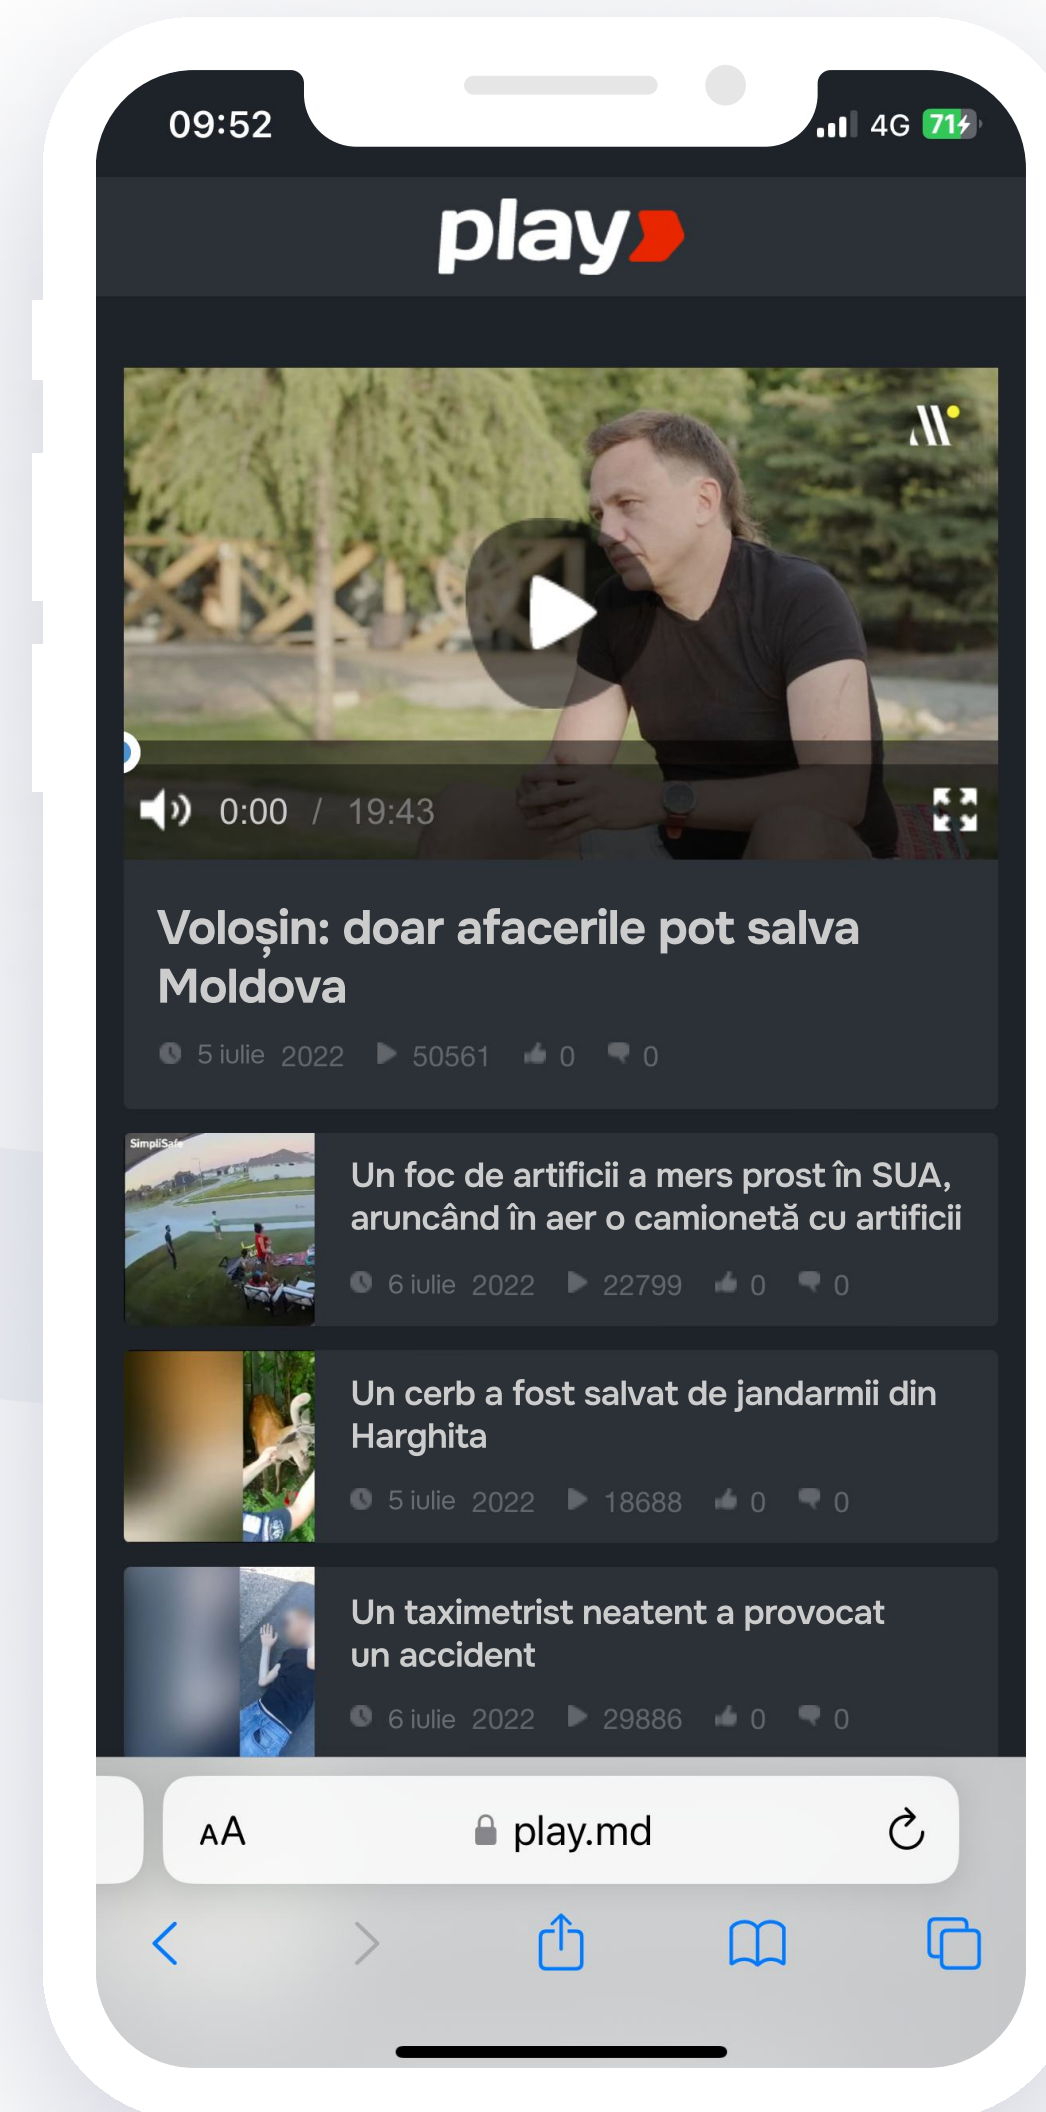 09:52
4G 71
play
0:00 / 19:43
Voloșin: doar afacerile pot salva
Moldova
5 iulie 2022 50561 0 0
SimpliSafe
Un foc de artificii a mers prost în SUA,
aruncând în aer o camionetă cu artificii
6 iulie 2022 22799 0 0
Un cerb a fost salvat de jandarmii din
Harghita
5 iulie 2022 18688 0 0
Un taximetrist neatent a provocat
un accident
6 iulie 2022 29886 0 0
AA play.md